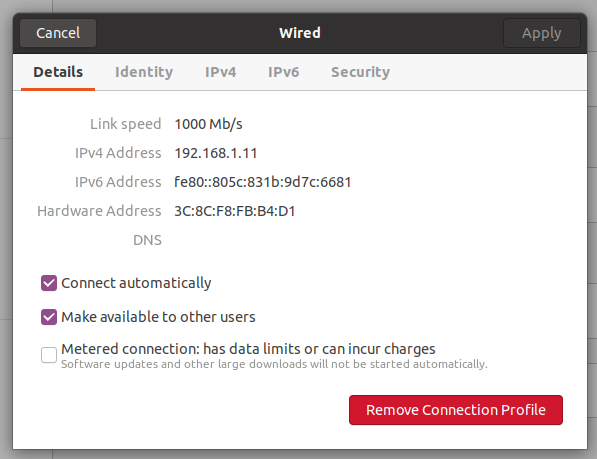 Cancel Wired Apply
Details Identity IPv4 IPv6 Security
Link speed 1000 Mb/s
IPv4 Address 192.168.1.11
IPv6 Address fe80::805c:831b:9d7c:6681
Hardware Address 3C:8C:F8:FB:B4:D1
DNS
Connect automatically
Make available to other users
Metered connection: has data limits or can incur charges
Software updates and other large downloads will not be started automatically.
Remove Connection Profile